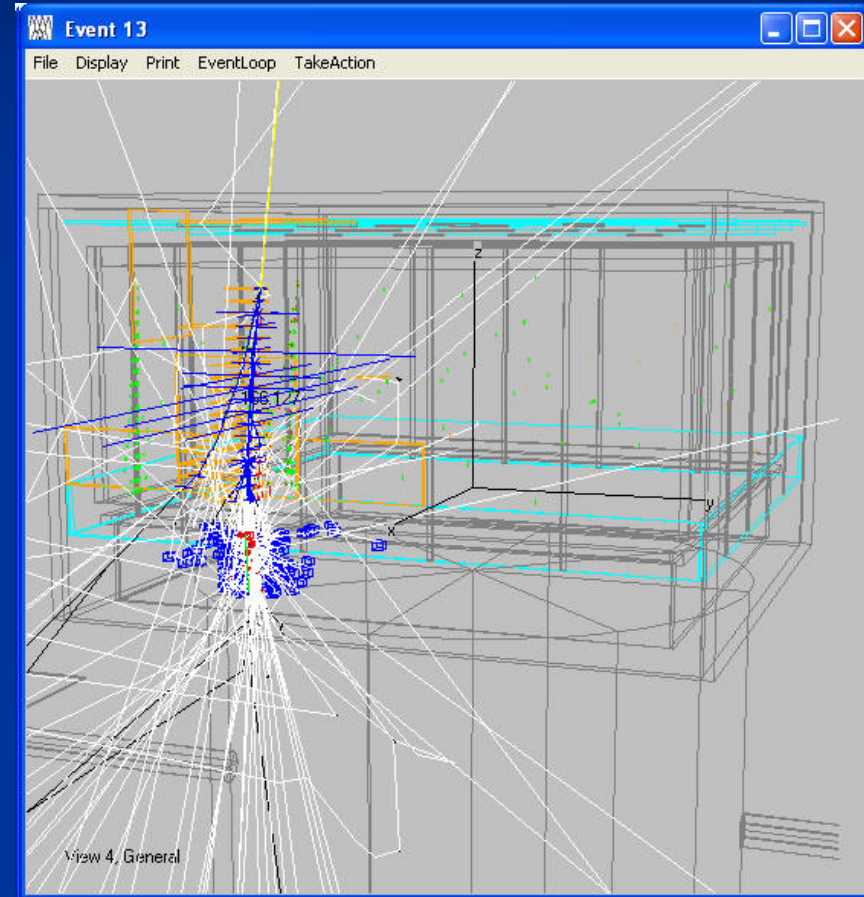 Event 13
File Display Print EventLoop TakeAction
z
y
x
View 4, General